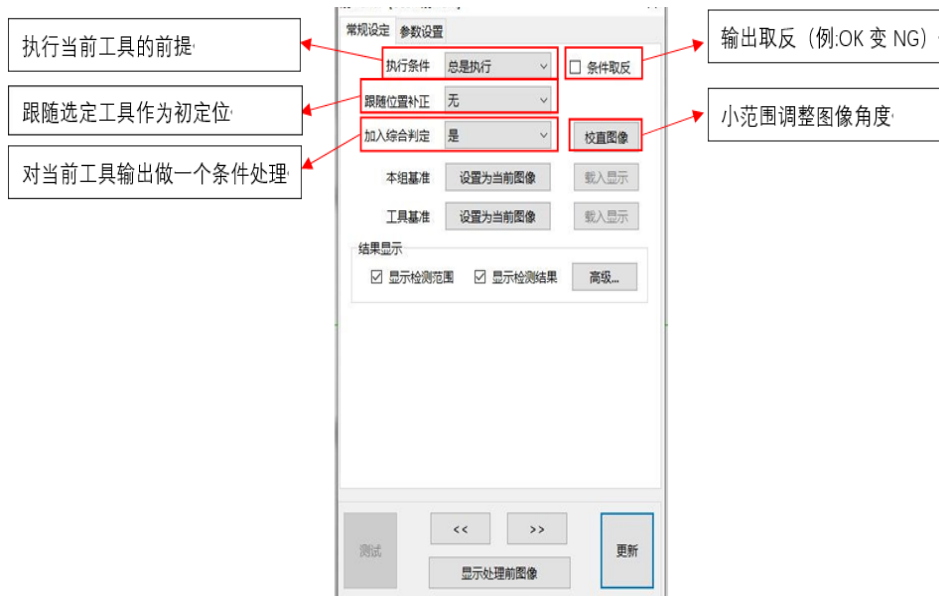 常规设定 参数设置
执行当前工具的前提
输出取反（例:OK 变 NG）
执行条件 总是执行 条件取反
跟随选定工具作为初定位
跟随位置补正 无
小范围调整图像角度
加入综合判定 是 校直图像
对当前工具输出做一个条件处理
本组基准 设置为当前图像 载入显示
工具基准 设置为当前图像 载入显示
结果显示
显示检测范围 显示检测结果 高级...
<< >>
测试 更新
显示处理前图像